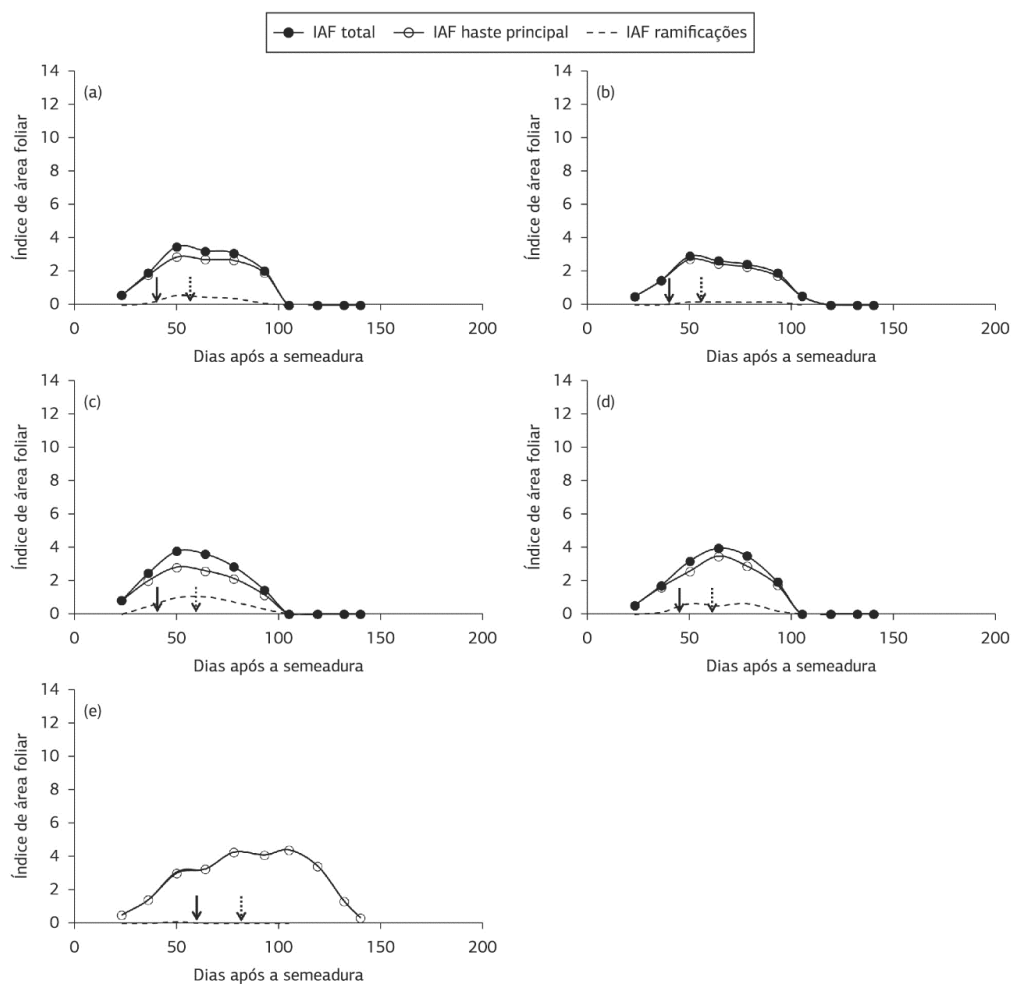 IAF total IAF haste principal IAF ramificações
(a)
Índice de área foliar
14
12
10
8
6
4
2
0
0 50 100 150 200
Dias após a semeadura
(b)
Índice de área foliar
14
12
10
8
6
4
2
0
0 50 100 150 200
Dias após a semeadura
(c)
Índice de área foliar
14
12
10
8
6
4
2
0
0 50 100 150 200
Dias após a semeadura
(d)
Índice de área foliar
14
12
10
8
6
4
2
0
0 50 100 150 200
Dias após a semeadura
(e)
Índice de área foliar
14
12
10
8
6
4
2
0
0 50 100 150 200
Dias após a semeadura